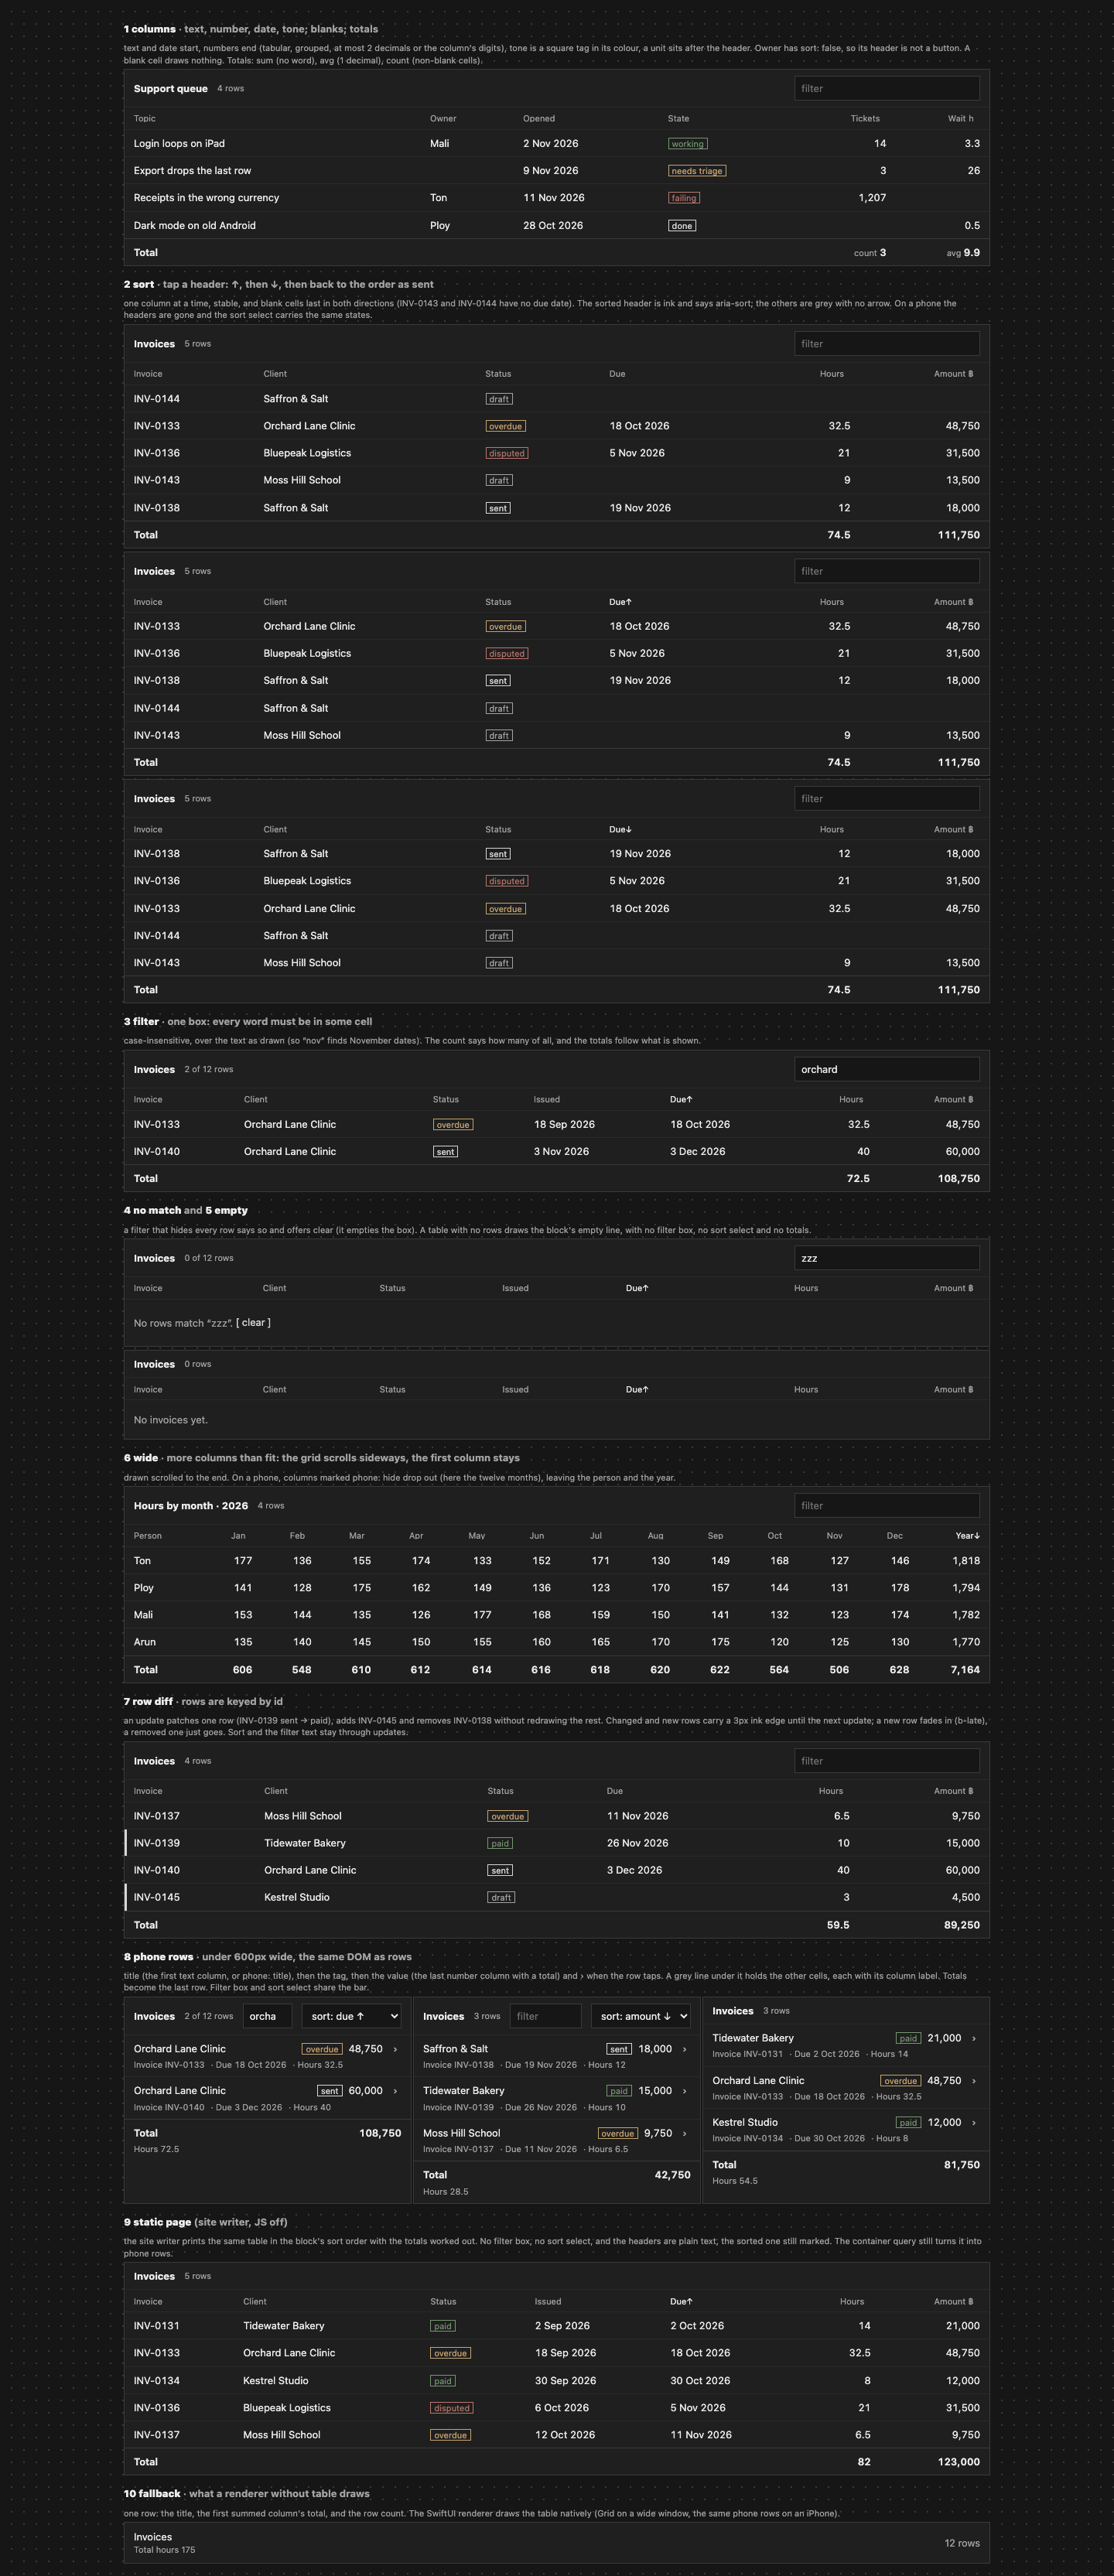 1 columns · text, number, date, tone; blanks; totals
text and date start, numbers end (tabular, grouped, at most 2 decimals or the column's digits), tone is a square tag in its colour, a unit sits after the header. Owner has sort: false, so its header is not a button. A
blank cell draws nothing. Totals: sum (no word), avg (1 decimal), count (non-blank cells).
Support queue 4 rows filter
Topic Owner Opened State Tickets Wait h
Login loops on iPad Mali 2 Nov 2026 working 14 3.3
Export drops the last row 9 Nov 2026 needs triage 3 26
Receipts in the wrong currency Ton 11 Nov 2026 failing 1,207
Dark mode on old Android Ploy 28 Oct 2026 done 0.5
Total count 3 avg 9.9
2 sort · tap a header: ↑, then ↓, then back to the order as sent
one column at a time, stable, and blank cells last in both directions (INV-0143 and INV-0144 have no due date). The sorted header is ink and says aria-sort; the others are grey with no arrow. On a phone the
headers are gone and the sort select carries the same states.
Invoices 5 rows filter
Invoice Client Status Due Hours Amount ฿
INV-0144 Saffron & Salt draft
INV-0133 Orchard Lane Clinic overdue 18 Oct 2026 32.5 48,750
INV-0136 Bluepeak Logistics disputed 5 Nov 2026 21 31,500
INV-0143 Moss Hill School draft 9 13,500
INV-0138 Saffron & Salt sent 19 Nov 2026 12 18,000
Total 74.5 111,750
Invoices 5 rows filter
Invoice Client Status Due↑ Hours Amount ฿
INV-0133 Orchard Lane Clinic overdue 18 Oct 2026 32.5 48,750
INV-0136 Bluepeak Logistics disputed 5 Nov 2026 21 31,500
INV-0138 Saffron & Salt sent 19 Nov 2026 12 18,000
INV-0144 Saffron & Salt draft
INV-0143 Moss Hill School draft 9 13,500
Total 74.5 111,750
Invoices 5 rows filter
Invoice Client Status Due↓ Hours Amount ฿
INV-0138 Saffron & Salt sent 19 Nov 2026 12 18,000
INV-0136 Bluepeak Logistics disputed 5 Nov 2026 21 31,500
INV-0133 Orchard Lane Clinic overdue 18 Oct 2026 32.5 48,750
INV-0144 Saffron & Salt draft
INV-0143 Moss Hill School draft 9 13,500
Total 74.5 111,750
3 filter · one box: every word must be in some cell
case-insensitive, over the text as drawn (so “nov” finds November dates). The count says how many of all, and the totals follow what is shown.
Invoices 2 of 12 rows orchard
Invoice Client Status Issued Due↑ Hours Amount ฿
INV-0133 Orchard Lane Clinic overdue 18 Sep 2026 18 Oct 2026 32.5 48,750
INV-0140 Orchard Lane Clinic sent 3 Nov 2026 3 Dec 2026 40 60,000
Total 72.5 108,750
4 no match and 5 empty
a filter that hides every row says so and offers clear (it empties the box). A table with no rows draws the block's empty line, with no filter box, no sort select and no totals.
Invoices 0 of 12 rows zzz
Invoice Client Status Issued Due↑ Hours Amount ฿
No rows match “zzz”. [ clear ]
Invoices 0 rows
Invoice Client Status Issued Due↑ Hours Amount ฿
No invoices yet.
6 wide · more columns than fit: the grid scrolls sideways, the first column stays
drawn scrolled to the end. On a phone, columns marked phone: hide drop out (here the twelve months), leaving the person and the year.
Hours by month · 2026 4 rows filter
Person Jan Feb Mar Apr May Jun Jul Aug Sep Oct Nov Dec Year↓
Ton 177 136 155 174 133 152 171 130 149 168 127 146 1,818
Ploy 141 128 175 162 149 136 123 170 157 144 131 178 1,794
Mali 153 144 135 126 177 168 159 150 141 132 123 174 1,782
Arun 135 140 145 150 155 160 165 170 175 120 125 130 1,770
Total 606 548 610 612 614 616 618 620 622 564 506 628 7,164
7 row diff · rows are keyed by id
an update patches one row (INV-0139 sent → paid), adds INV-0145 and removes INV-0138 without redrawing the rest. Changed and new rows carry a 3px ink edge until the next update; a new row fades in (b-late),
a removed one just goes. Sort and the filter text stay through updates.
Invoices 4 rows filter
Invoice Client Status Due Hours Amount ฿
INV-0137 Moss Hill School overdue 11 Nov 2026 6.5 9,750
INV-0139 Tidewater Bakery paid 26 Nov 2026 10 15,000
INV-0140 Orchard Lane Clinic sent 3 Dec 2026 40 60,000
INV-0145 Kestrel Studio draft 3 4,500
Total 59.5 89,250
8 phone rows · under 600px wide, the same DOM as rows
title (the first text column, or phone: title), then the tag, then the value (the last number column with a total) and › when the row taps. A grey line under it holds the other cells, each with its column label. Totals
become the last row. Filter box and sort select share the bar.
Invoices 2 of 12 rows orcha sort: due ↑
Orchard Lane Clinic overdue 48,750 ›
Invoice INV-0133 · Due 18 Oct 2026 · Hours 32.5
Orchard Lane Clinic sent 60,000 ›
Invoice INV-0140 · Due 3 Dec 2026 · Hours 40
Total 108,750
Hours 72.5
Invoices 3 rows filter sort: amount ↓
Saffron & Salt sent 18,000 ›
Invoice INV-0138 · Due 19 Nov 2026 · Hours 12
Tidewater Bakery paid 15,000 ›
Invoice INV-0139 · Due 26 Nov 2026 · Hours 10
Moss Hill School overdue 9,750 ›
Invoice INV-0137 · Due 11 Nov 2026 · Hours 6.5
Total 42,750
Hours 28.5
Invoices 3 rows
Tidewater Bakery paid 21,000 ›
Invoice INV-0131 · Due 2 Oct 2026 · Hours 14
Orchard Lane Clinic overdue 48,750 ›
Invoice INV-0133 · Due 18 Oct 2026 · Hours 32.5
Kestrel Studio paid 12,000 ›
Invoice INV-0134 · Due 30 Oct 2026 · Hours 8
Total 81,750
Hours 54.5
9 static page (site writer, JS off)
the site writer prints the same table in the block's sort order with the totals worked out. No filter box, no sort select, and the headers are plain text, the sorted one still marked. The container query still turns it into
phone rows.
Invoices 5 rows
Invoice Client Status Issued Due↑ Hours Amount ฿
INV-0131 Tidewater Bakery paid 2 Sep 2026 2 Oct 2026 14 21,000
INV-0133 Orchard Lane Clinic overdue 18 Sep 2026 18 Oct 2026 32.5 48,750
INV-0134 Kestrel Studio paid 30 Sep 2026 30 Oct 2026 8 12,000
INV-0136 Bluepeak Logistics disputed 6 Oct 2026 5 Nov 2026 21 31,500
INV-0137 Moss Hill School overdue 12 Oct 2026 11 Nov 2026 6.5 9,750
Total 82 123,000
10 fallback · what a renderer without table draws
one row: the title, the first summed column's total, and the row count. The SwiftUI renderer draws the table natively (Grid on a wide window, the same phone rows on an iPhone).
Invoices 12 rows
Total hours 175